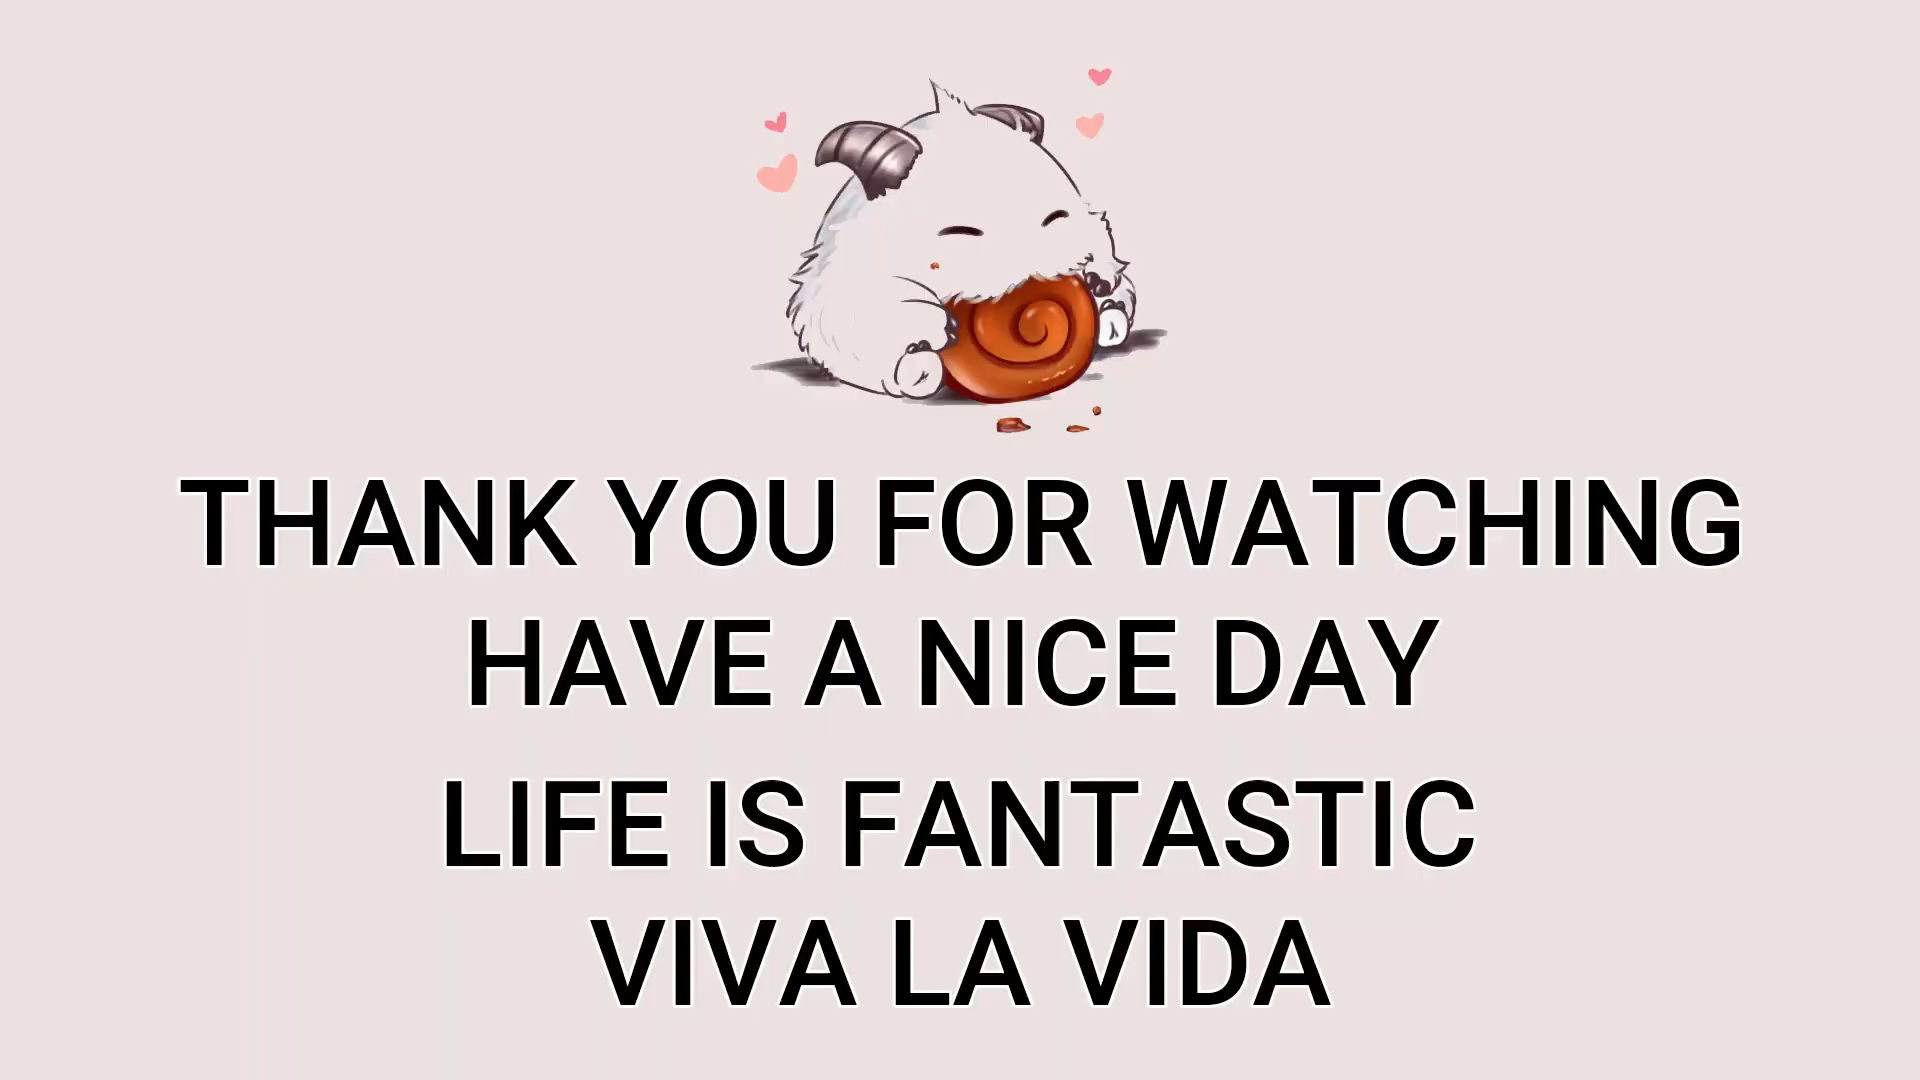 THANK YOU FOR WATCHING
HAVE A NICE DAY
LIFE IS FANTASTIC
VIVA LA VIDA